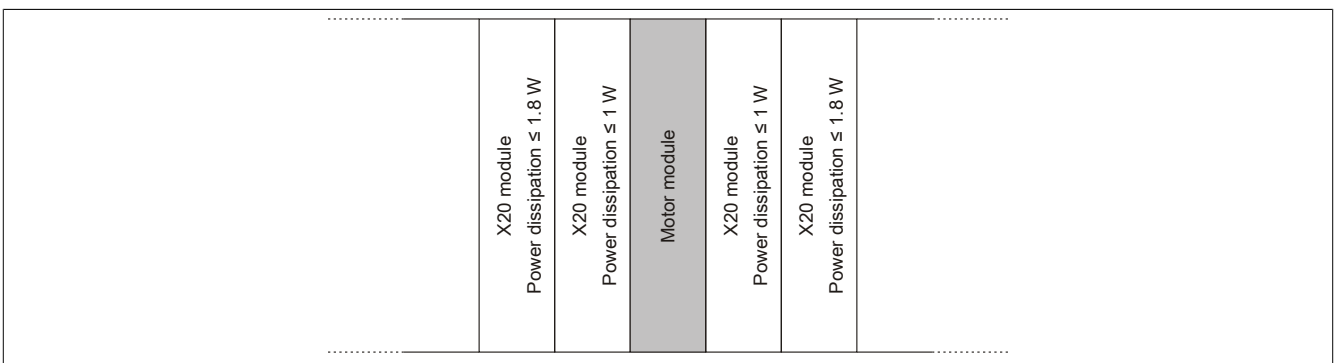 X20 module
Power dissipation ≤ 1.8 W
X20 module
Power dissipation ≤ 1 W
Motor module
X20 module
Power dissipation ≤ 1 W
X20 module
Power dissipation ≤ 1.8 W